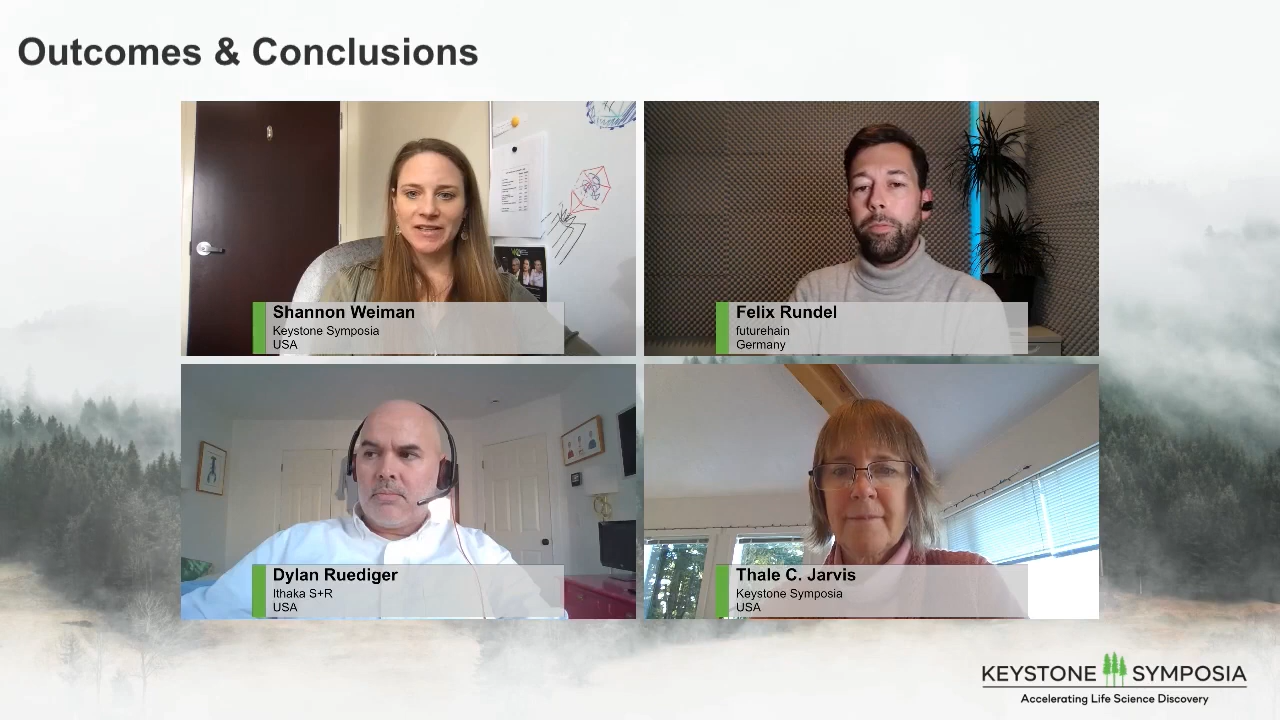 Outcomes & Conclusions
Shannon Weiman
Keystone Symposia
USA
Felix Rundel
futurehain
Germany
Dylan Ruediger
Ithaka S+R
USA
Thale C. Jarvis
Keystone Symposia
USA
KEYSTONE SYMPOSIA
Accelerating Life Science Discovery